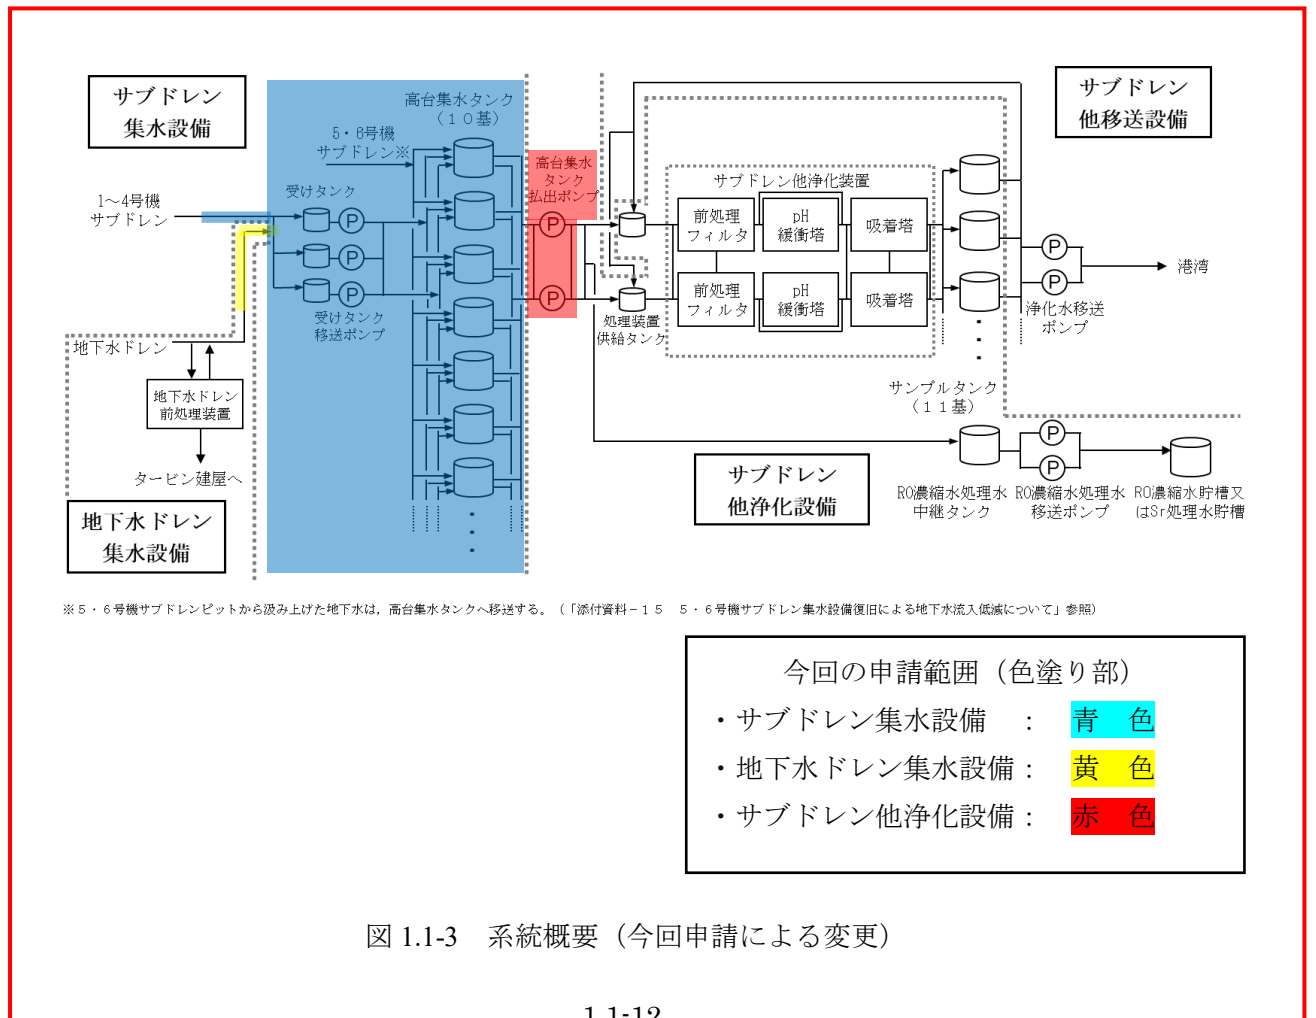 サブドレン
集水設備
サブドレン
他移送設備
高台集水タンク
（１０基）
5・6号機
サブドレン※
高台集水
タンク
払出ポンプ
サブドレン他浄化装置
1～4号機
サブドレン
受けタンク
P
P
P
受けタンク
移送ポンプ
P
P
前処理
フィルタ
pH
緩衝塔
吸着塔
前処理
フィルタ
pH
緩衝塔
吸着塔
処理装置
供給タンク
P
P
港湾
浄化水移送
ポンプ
地下水ドレン
地下水ドレン
前処理装置
タービン建屋へ
サンプルタンク
（１１基）
地下水ドレン
集水設備
サブドレン
他浄化設備
P
P
RO濃縮水処理水
中継タンク
RO濃縮水処理水
移送ポンプ
RO濃縮水貯槽又
はSr処理水貯槽
※５・６号機サブドレンピットから汲み上げた地下水は，高台集水タンクへ移送する。（「添付資料－１５　５・６号機サブドレン集水設備復旧による地下水流入低減について」参照）
今回の申請範囲（色塗り部）
・サブドレン集水設備　：　青　色
・地下水ドレン集水設備：　黄　色
・サブドレン他浄化設備：　赤　色
図 1.1-3　系統概要（今回申請による変更）
1.1-12